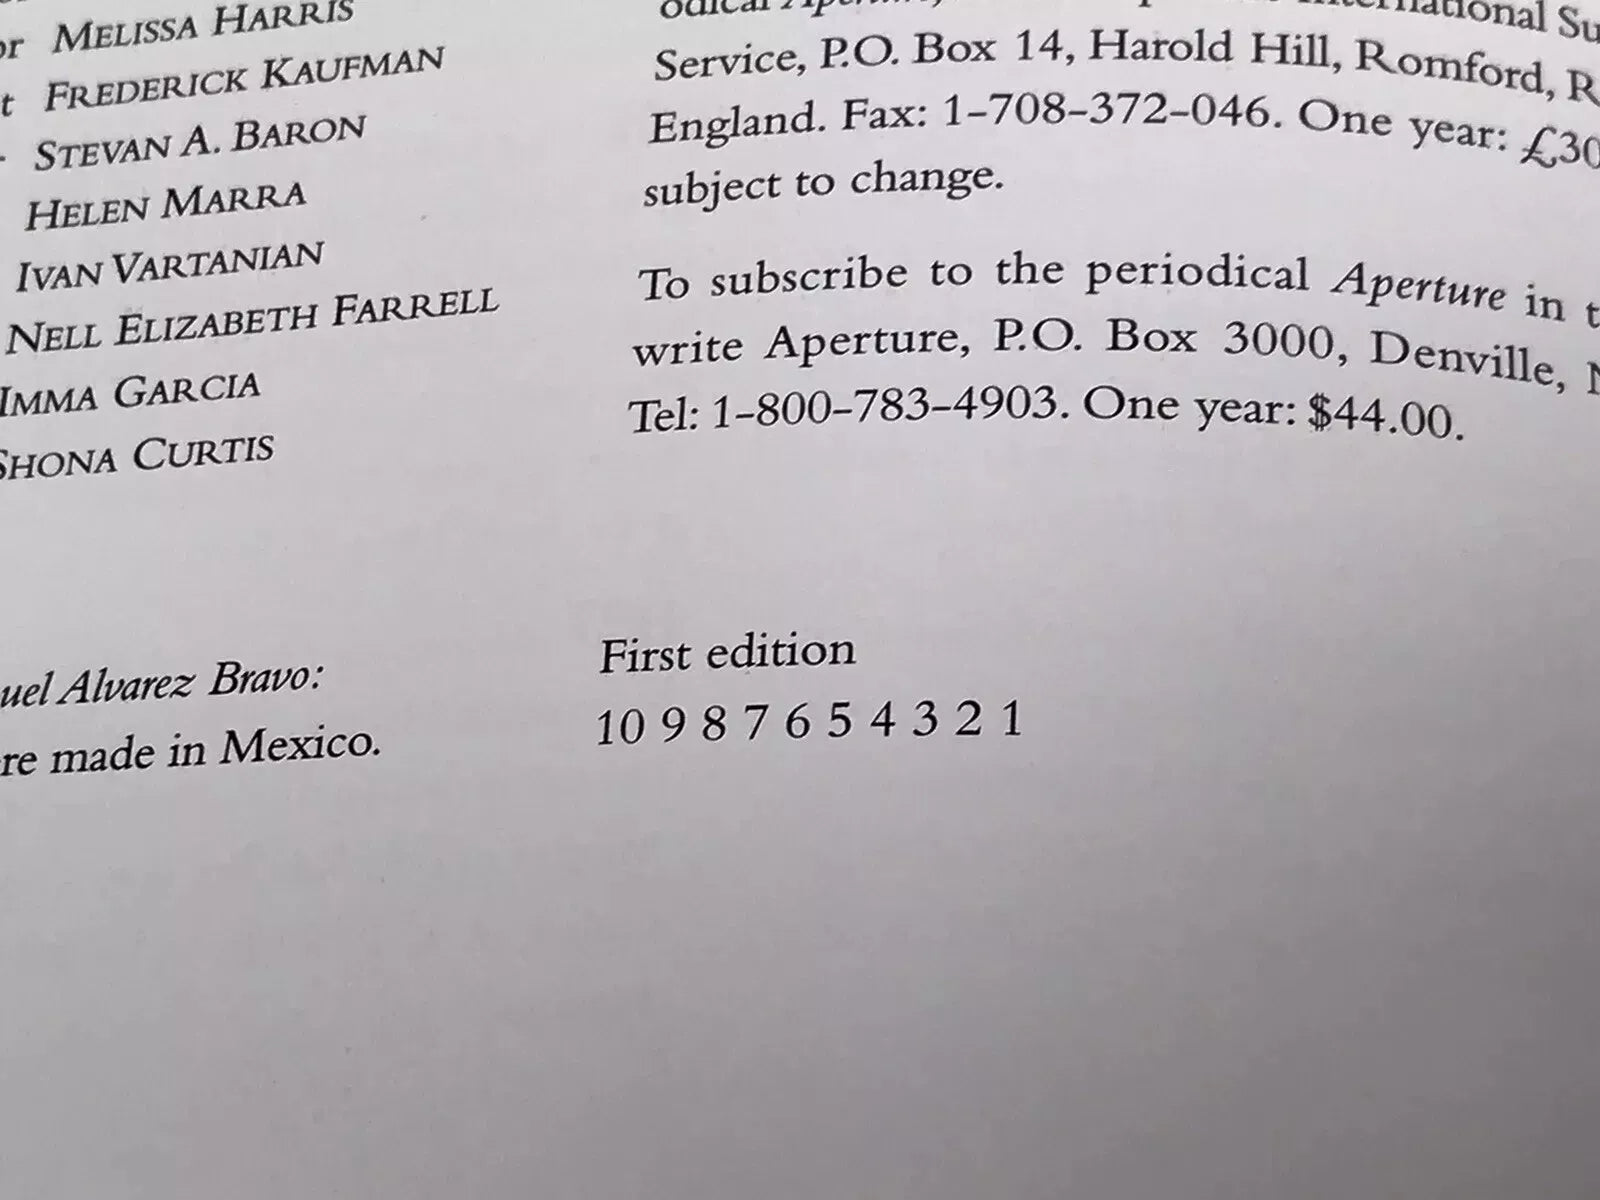 MELISSA HARRIS
FREDERICK KAUFMAN
STEVAN A. BARON
HELEN MARRA
IVAN VARTANIAN
NELL ELIZABETH FARRELL
IMMA GARCIA
SHONA CURTIS
uel Alvarez Bravo:
re made in Mexico.
Service, P.O. Box 14, Harold Hill, Romford, R
England. Fax: 1-708-372-046. One year: £30
subject to change.
To subscribe to the periodical Aperture in t
write Aperture, P.O. Box 3000, Denville, N
Tel: 1-800-783-4903. One year: $44.00.
First edition
10 9 8 7 6 5 4 3 2 1